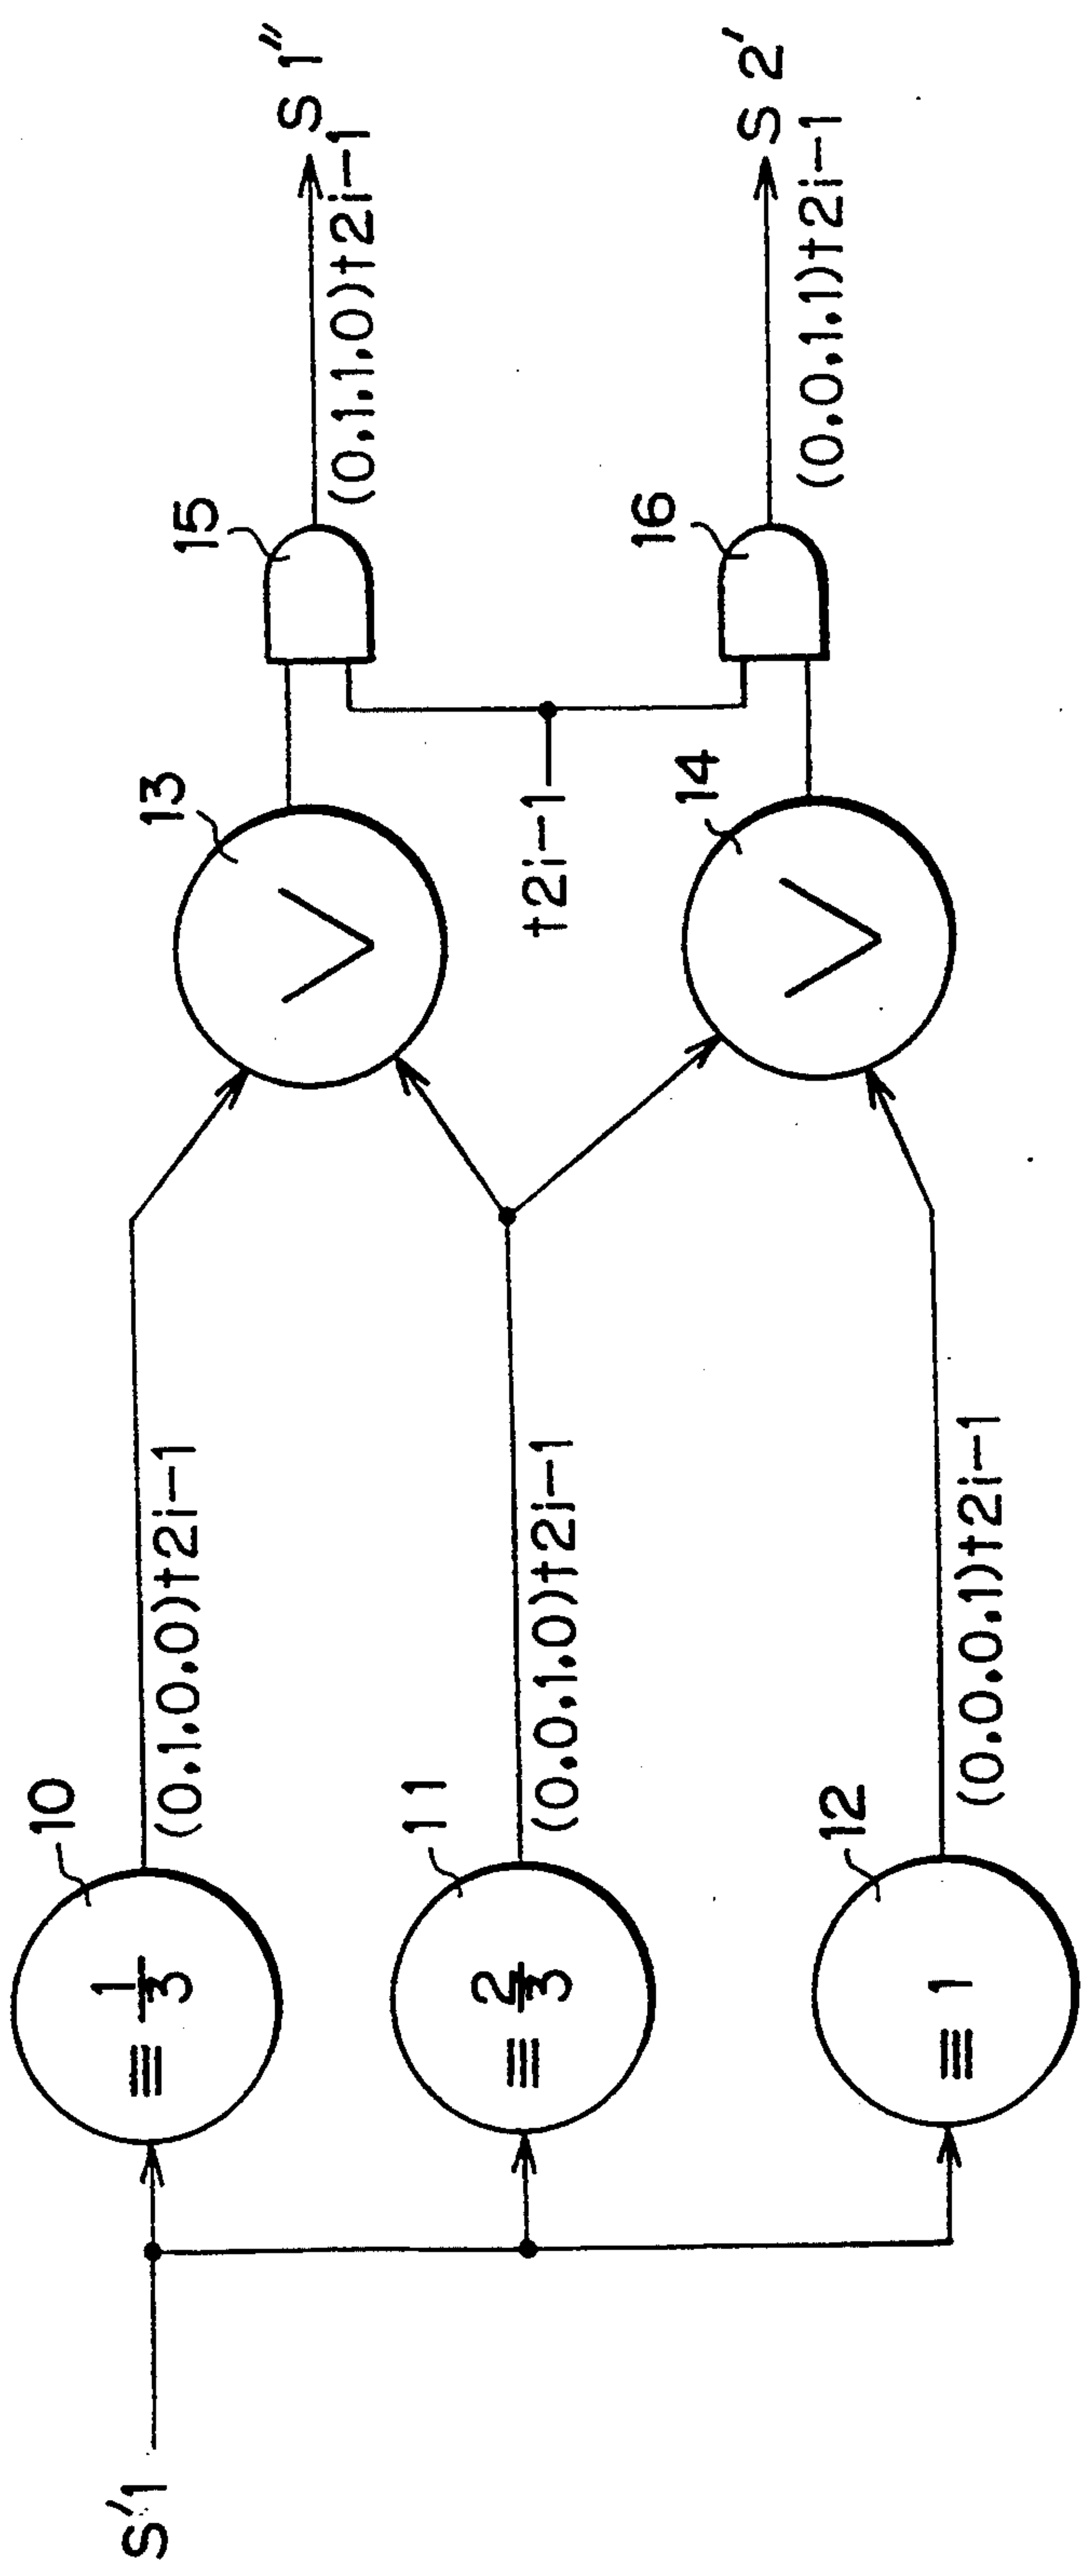 S'1
10
≡ 1/3
(0.1.0.0)t2i-1
11
≡ 2/3
(0.0.1.0)t2i-1
12
≡ 1
(0.0.0.1)t2i-1
13
V
14
V
t2i-1
15
(0.1.1.0)t2i-1
S 1"
16
(0.0.1.1)t2i-1
S 2'